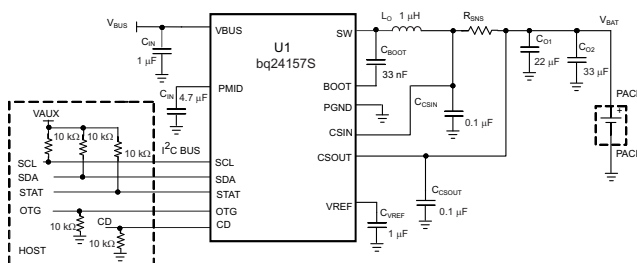 VBUS
CIN
1 μF
CIN 4.7 μF
VBUS
PMID
U1
bq24157S
SW
BOOT
PGND
CSIN
CSOUT
VREF
SCL
SDA
STAT
OTG
CD
LO 1 μH
RSNS
VBAT
CBOOT
33 nF
CO1
22 μF
CO2
33 μF
CCSIN
0.1 μF
CCSOUT
0.1 μF
CVREF
1 μF
PACK
+
PACK
VAUX
10 kΩ
10 kΩ
10 kΩ
I2C BUS
SCL
SDA
STAT
OTG
10 kΩ
CD
10 kΩ
HOST